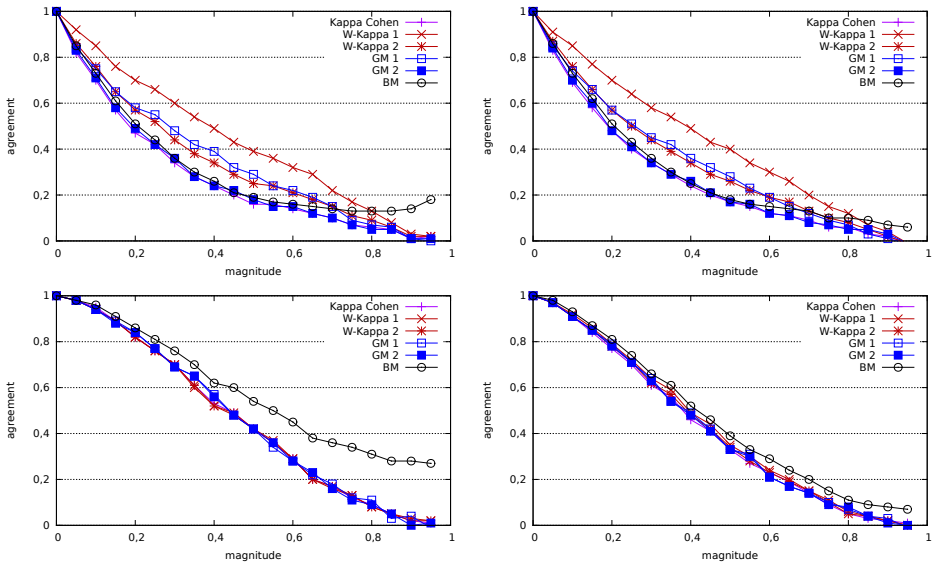 1
0,8
0,6
0,4
0,2
0
0
0,2
0,4
0,6
0,8
1
agreement
magnitude
Kappa Cohen
W-Kappa 1
W-Kappa 2
GM 1
GM 2
BM
1
0,8
0,6
0,4
0,2
0
0
0,2
0,4
0,6
0,8
1
agreement
magnitude
Kappa Cohen
W-Kappa 1
W-Kappa 2
GM 1
GM 2
BM
1
0,8
0,6
0,4
0,2
0
0
0,2
0,4
0,6
0,8
1
agreement
magnitude
Kappa Cohen
W-Kappa 1
W-Kappa 2
GM 1
GM 2
BM
1
0,8
0,6
0,4
0,2
0
0
0,2
0,4
0,6
0,8
1
agreement
magnitude
Kappa Cohen
W-Kappa 1
W-Kappa 2
GM 1
GM 2
BM